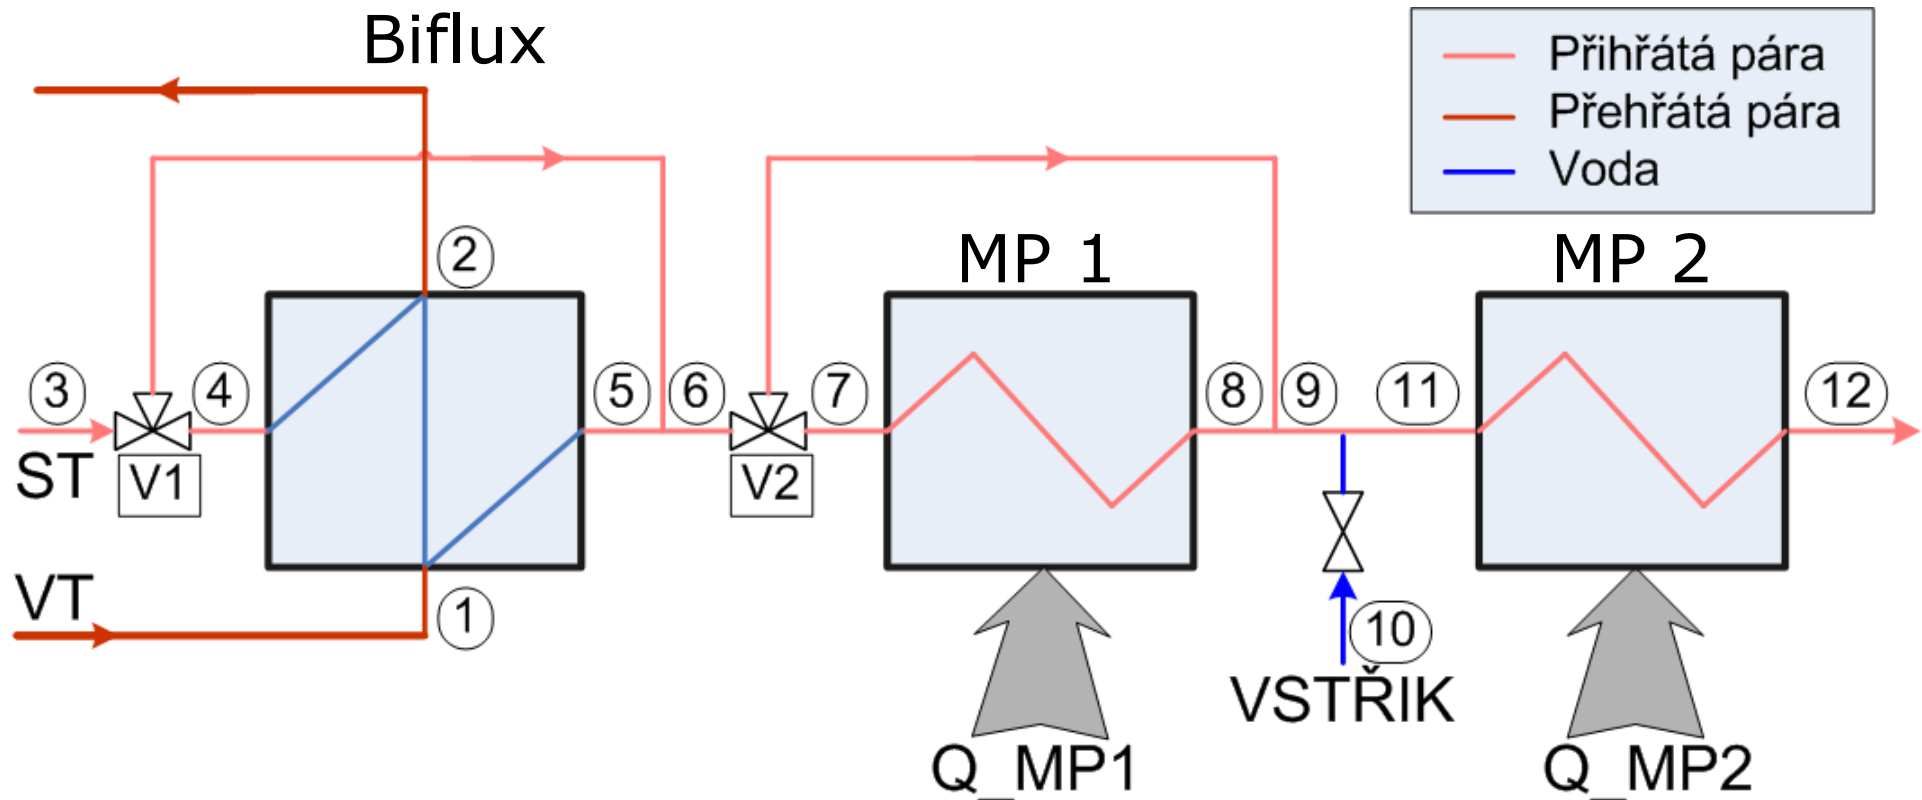 Biflux
Přihřátá pára
Přehřátá pára
Voda
2
MP 1
MP 2
3
4
5
6
7
8
9
11
12
ST
V1
V2
VT
1
10
VSTŘIK
Q_MP1
Q_MP2